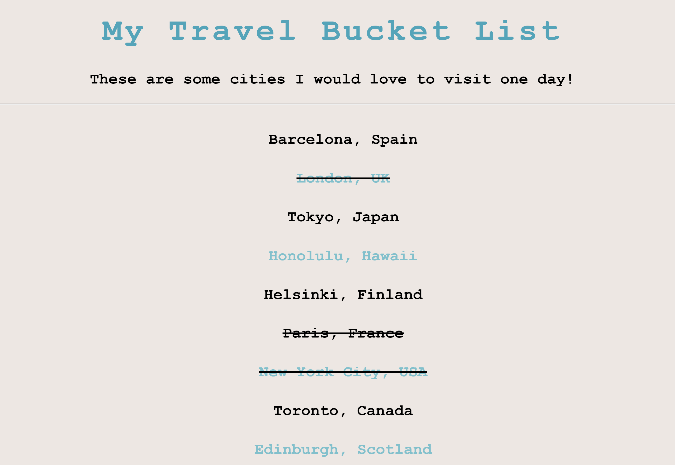 My Travel Bucket List
These are some cities I would love to visit one day!
Barcelona, Spain
London, UK
Tokyo, Japan
Honolulu, Hawaii
Helsinki, Finland
Paris, France
New York City, USA
Toronto, Canada
Edinburgh, Scotland